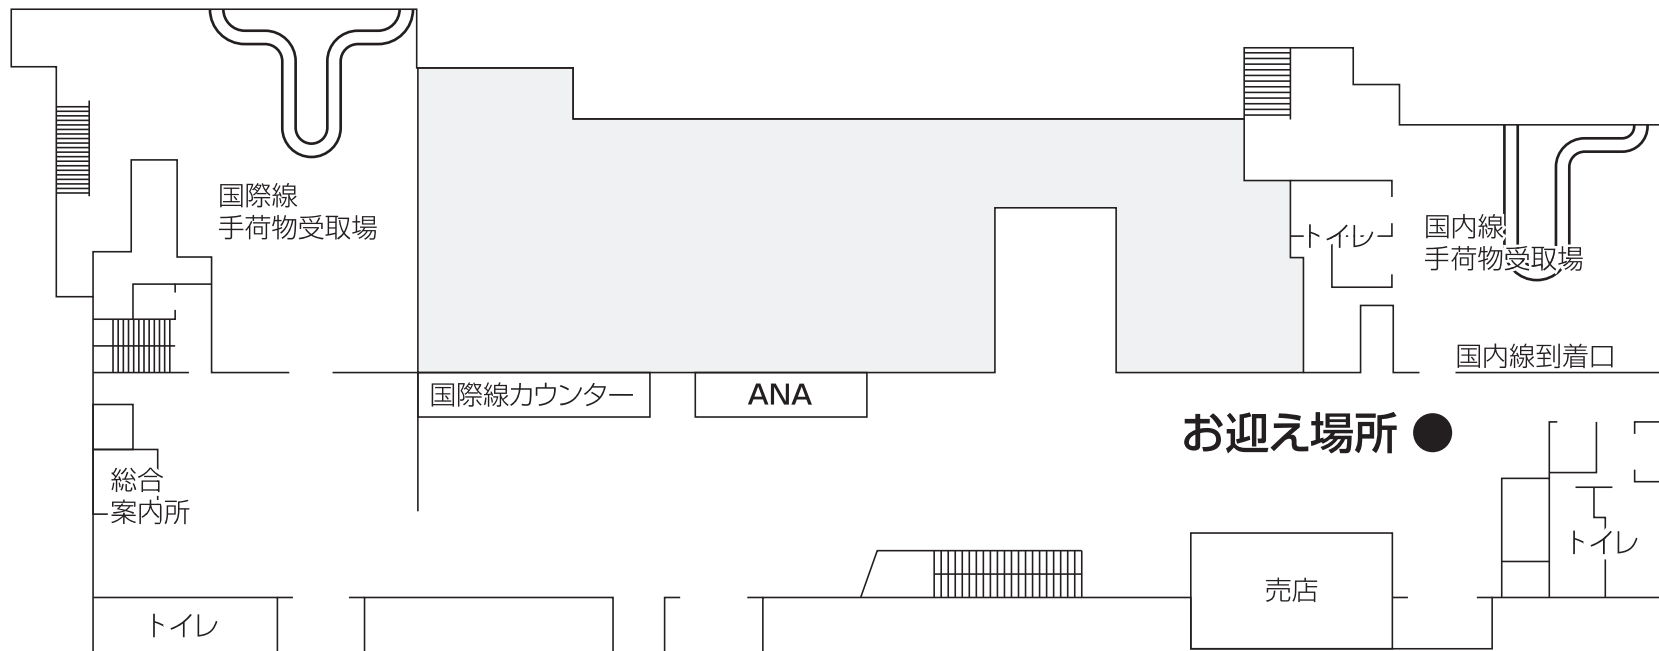 国際線
手荷物受取場
トイレ
国内線
手荷物受取場
国内線到着口
国際線カウンター
ANA
お迎え場所
総合
案内所
トイレ
売店
トイレ